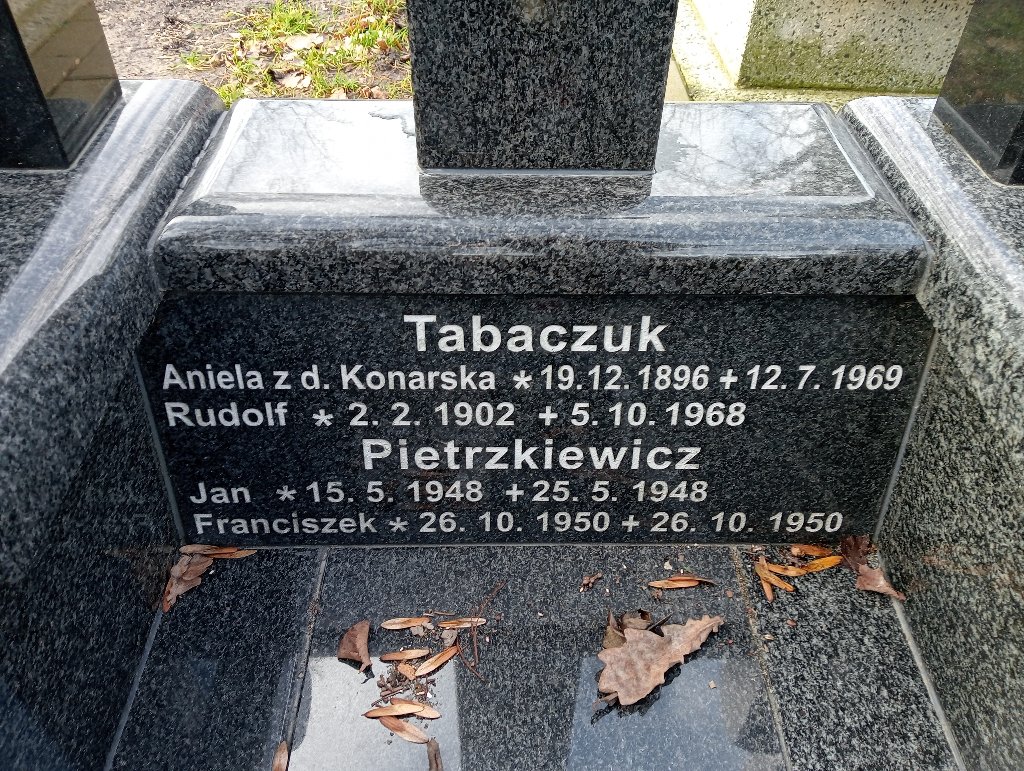 Tabaczuk
Aniela z d. Konarska * 19. 12. 1896 + 12. 7. 1969
Rudolf * 2. 2. 1902 + 5. 10. 1968
Pietrzkiewicz
Jan * 15. 5. 1948 + 25. 5. 1948
Franciszek * 26. 10. 1950 + 26. 10. 1950